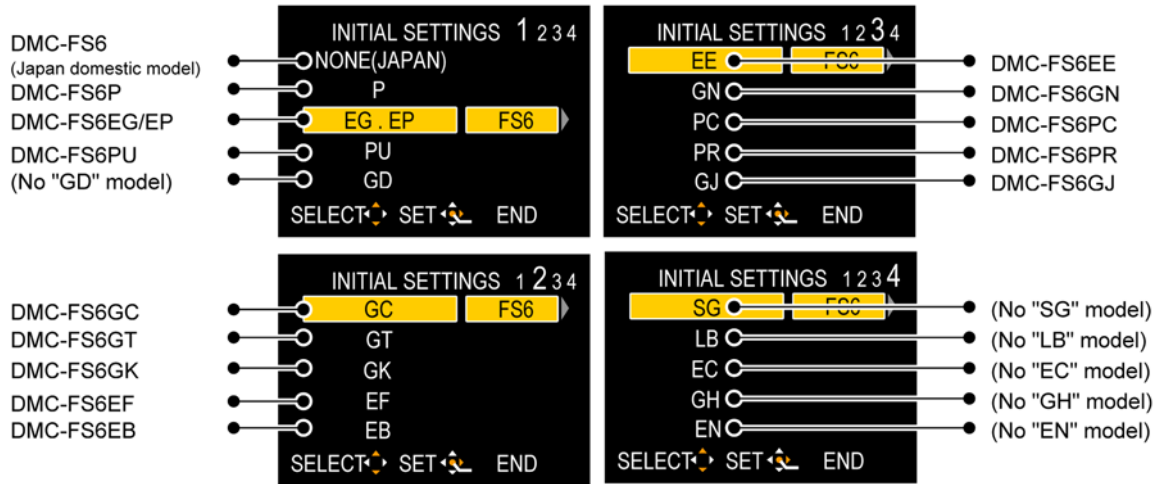 DMC-FS6
(Japan domestic model)
DMC-FS6P
DMC-FS6EG/EP
DMC-FS6PU
(No "GD" model)
INITIAL SETTINGS 1 2 3 4
NONE(JAPAN)
P
EG . EP FS6
PU
GD
SELECT SET END
INITIAL SETTINGS 1 2 3 4
EE FS6
GN
PC
PR
GJ
SELECT SET END
DMC-FS6EE
DMC-FS6GN
DMC-FS6PC
DMC-FS6PR
DMC-FS6GJ
DMC-FS6GC
DMC-FS6GT
DMC-FS6GK
DMC-FS6EF
DMC-FS6EB
INITIAL SETTINGS 1 2 3 4
GC FS6
GT
GK
EF
EB
SELECT SET END
INITIAL SETTINGS 1 2 3 4
SG FS6
LB
EC
GH
EN
SELECT SET END
(No "SG" model)
(No "LB" model)
(No "EC" model)
(No "GH" model)
(No "EN" model)